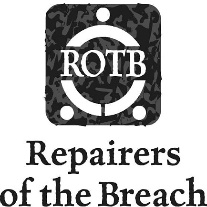 ROTB
Repairers
of the Breach